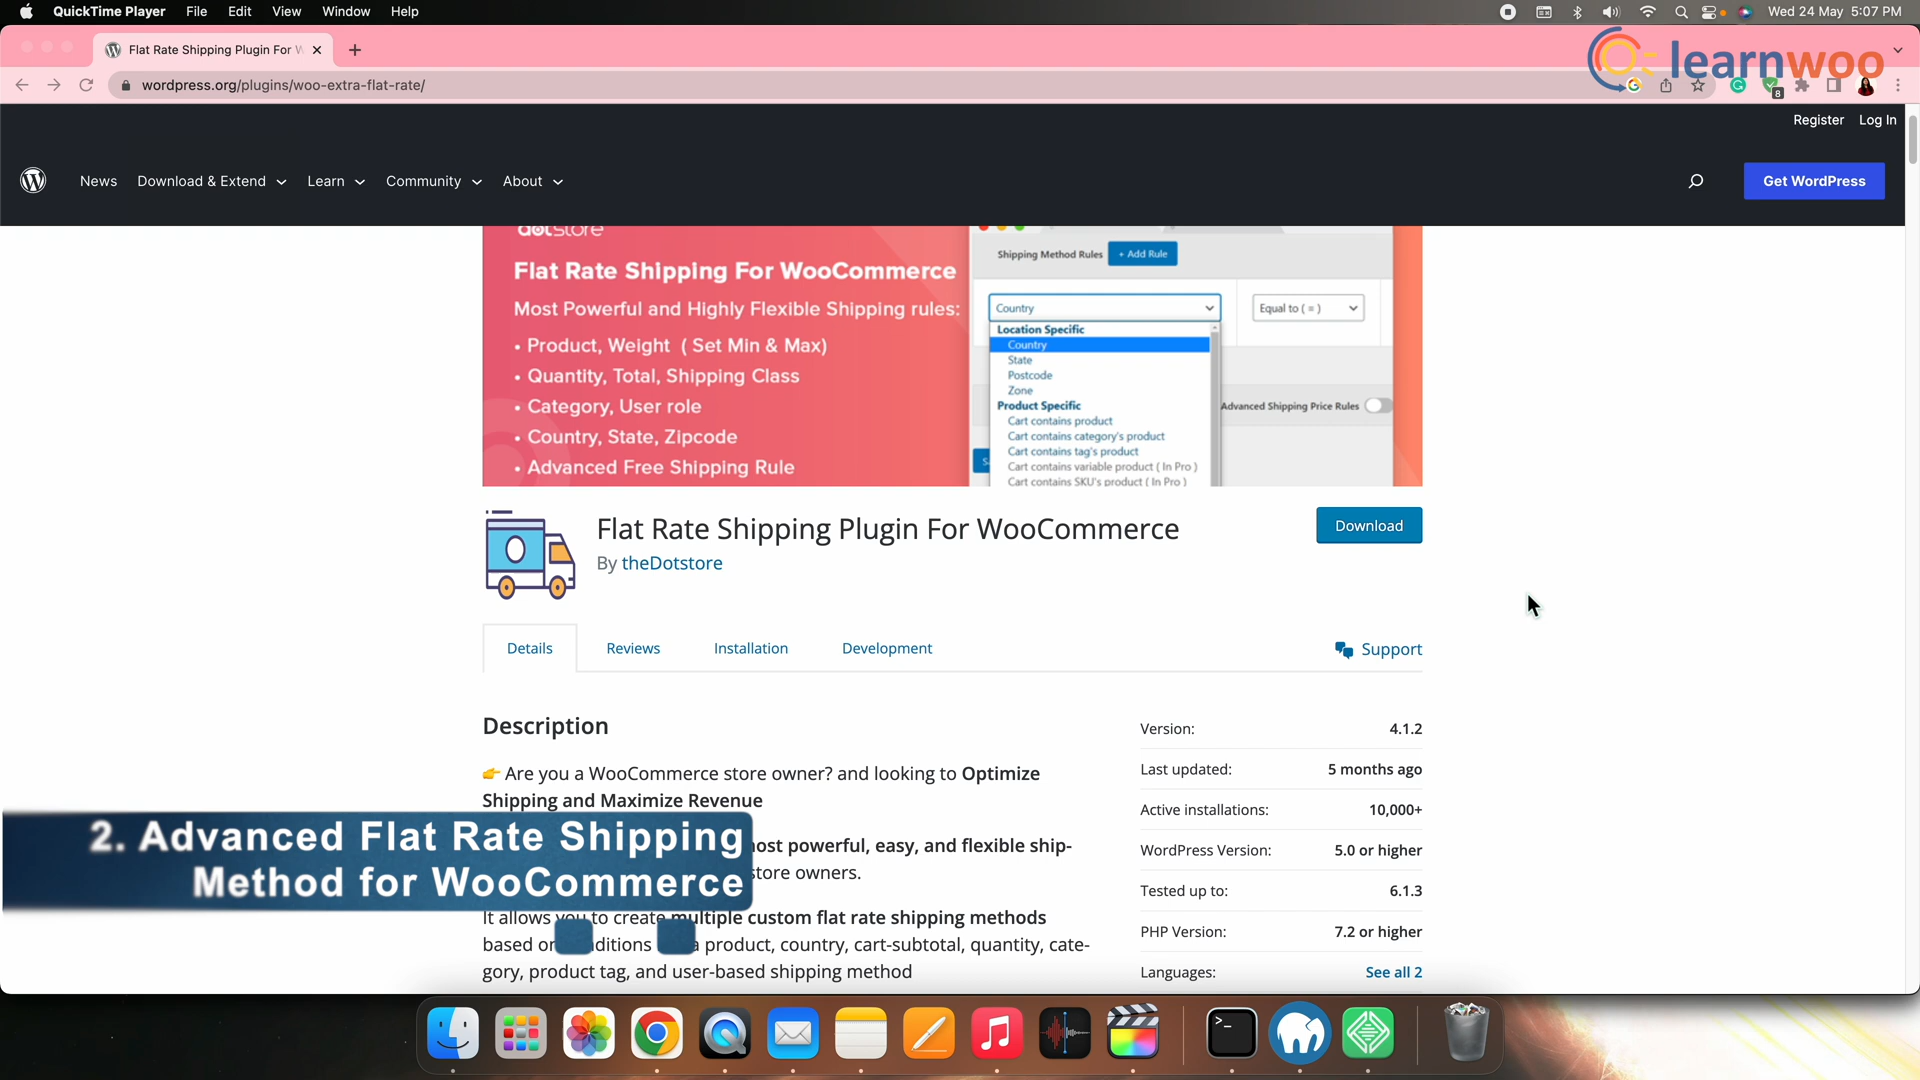 QuickTime Player File Edit View Window Help
Wed 24 May 5:07 PM
Flat Rate Shipping Plugin For W
learnwoo
wordpress.org/plugins/woo-extra-flat-rate/
8
Register Log In
News Download & Extend Learn Community About
Get WordPress
dotstore
Flat Rate Shipping For WooCommerce
Most Powerful and Highly Flexible Shipping rules:
• Product, Weight ( Set Min & Max)
• Quantity, Total, Shipping Class
• Category, User role
• Country, State, Zipcode
• Advanced Free Shipping Rule
Shipping Method Rules + Add Rule
Country
Equal to ( = )
Location Specific
Country
State
Postcode
Zone
Product Specific
Cart contains product
Cart contains category's product
Cart contains tag's product
Cart contains variable product ( In Pro )
Cart contains SKU's product ( In Pro )
Advanced Shipping Price Rules
Flat Rate Shipping Plugin For WooCommerce
By theDotstore
Download
Details Reviews Installation Development
Support
Description
👉 Are you a WooCommerce store owner? and looking to Optimize
Shipping and Maximize Revenue
most powerful, easy, and flexible ship-
store owners.
It allows you to create multiple custom flat rate shipping methods
product, country, cart-subtotal, quantity, cate-
gory, product tag, and user-based shipping method
Version: 4.1.2
Last updated: 5 months ago
Active installations: 10,000+
WordPress Version: 5.0 or higher
Tested up to: 6.1.3
PHP Version: 7.2 or higher
Languages: See all 2
2. Advanced Flat Rate Shipping
Method for WooCommerce